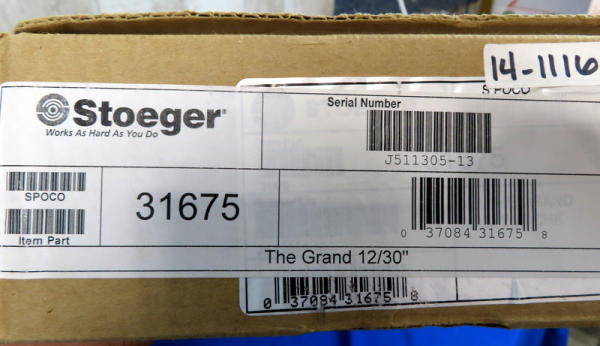 14-1116
SPOCO
Stoeger®
Works As Hard As You Do
Serial Number
J511305-13
SPOCO
Item Part
31675
0 37084 31675 8
The Grand 12/30"
0 37084 31675 8